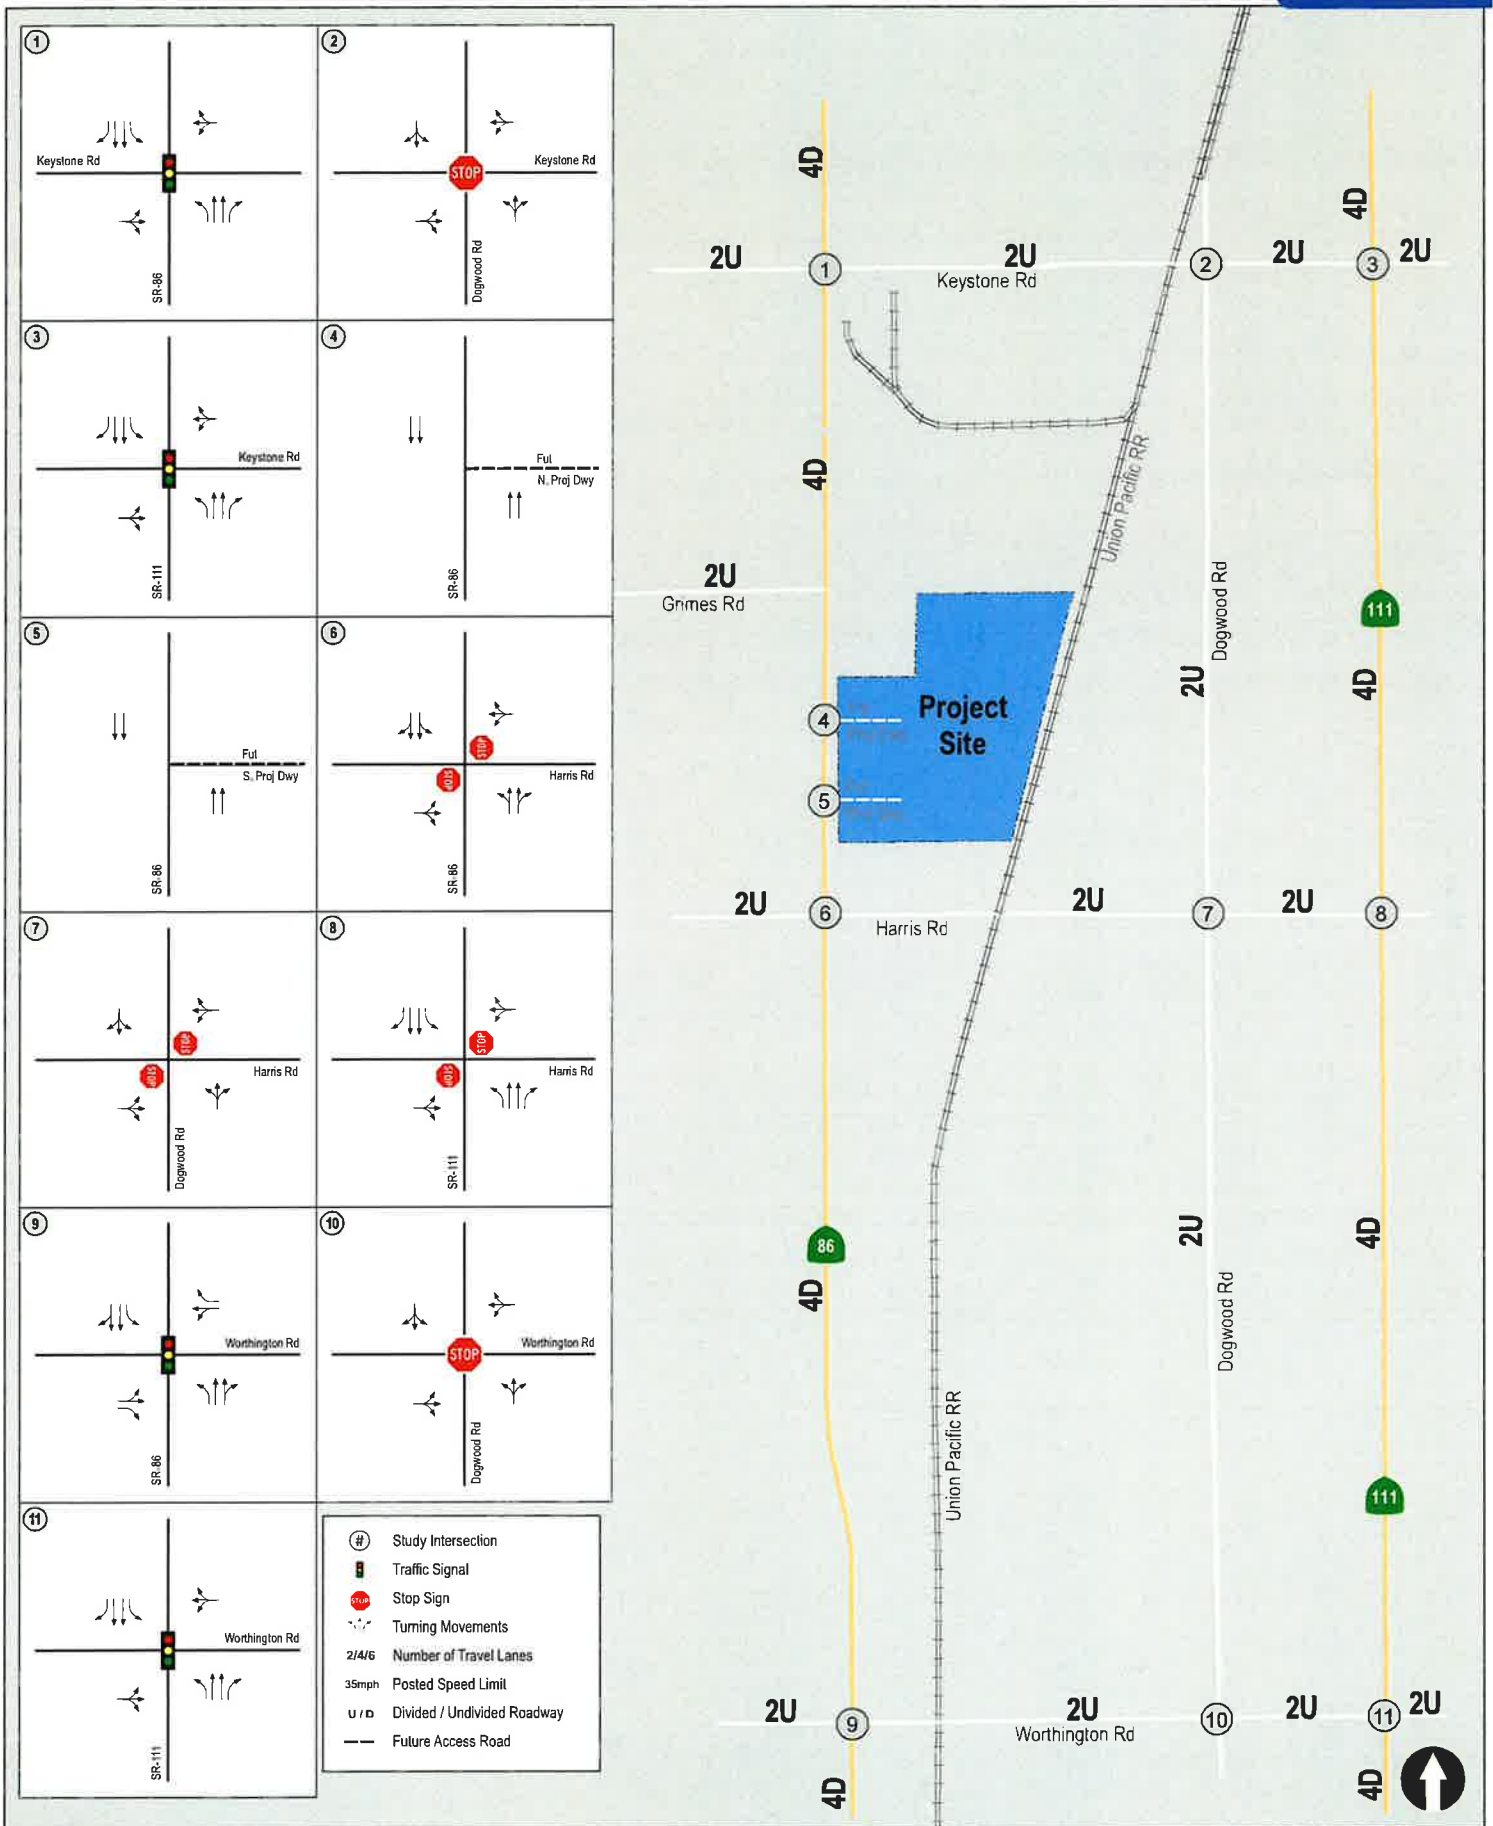 1
Keystone Rd
SR-86
2
STOP
Keystone Rd
Dogwood Rd
3
Keystone Rd
SR-111
4
Fut
N. Proj Dwy
SR-86
5
Fut
S. Proj Dwy
SR-86
6
STOP
STOP
Harris Rd
SR-86
7
STOP
STOP
Harris Rd
Dogwood Rd
8
STOP
STOP
Harris Rd
SR-111
9
Worthington Rd
SR-86
10
STOP
Worthington Rd
Dogwood Rd
11
Worthington Rd
SR-111
# Study Intersection
Traffic Signal
STOP Stop Sign
Turning Movements
2/4/6 Number of Travel Lanes
35mph Posted Speed Limit
U / D Divided / Undivided Roadway
Future Access Road
4D
4D
2U 1 2U 2 2U 3 2U
Keystone Rd
4D
Union Pacific RR
2U
Grimes Rd
Dogwood Rd
111
2U
4D
Project
Site
4
5
2U 6 2U 7 2U 8
Harris Rd
86
4D
2U
4D
Dogwood Rd
Union Pacific RR
111
2U 9 2U 10 2U 11 2U
Worthington Rd
4D
4D